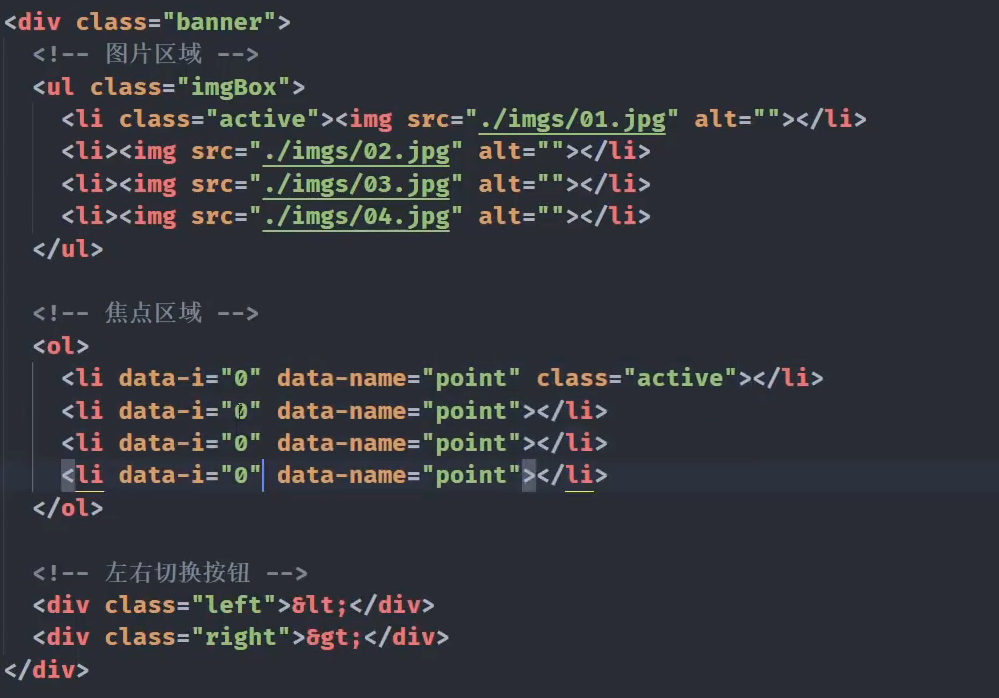 <div class="banner">
<!-- 图片区域 -->
<ul class="imgBox">
<li class="active"><img src="./imgs/01.jpg" alt=""></li>
<li><img src="./imgs/02.jpg" alt=""></li>
<li><img src="./imgs/03.jpg" alt=""></li>
<li><img src="./imgs/04.jpg" alt=""></li>
</ul>
<!-- 焦点区域 -->
<ol>
<li data-i="0" data-name="point" class="active"></li>
<li data-i="0" data-name="point"></li>
<li data-i="0" data-name="point"></li>
<li data-i="0" data-name="point"></li>
</ol>
<!-- 左右切换按钮 -->
<div class="left">&lt;</div>
<div class="right">&gt;</div>
</div>